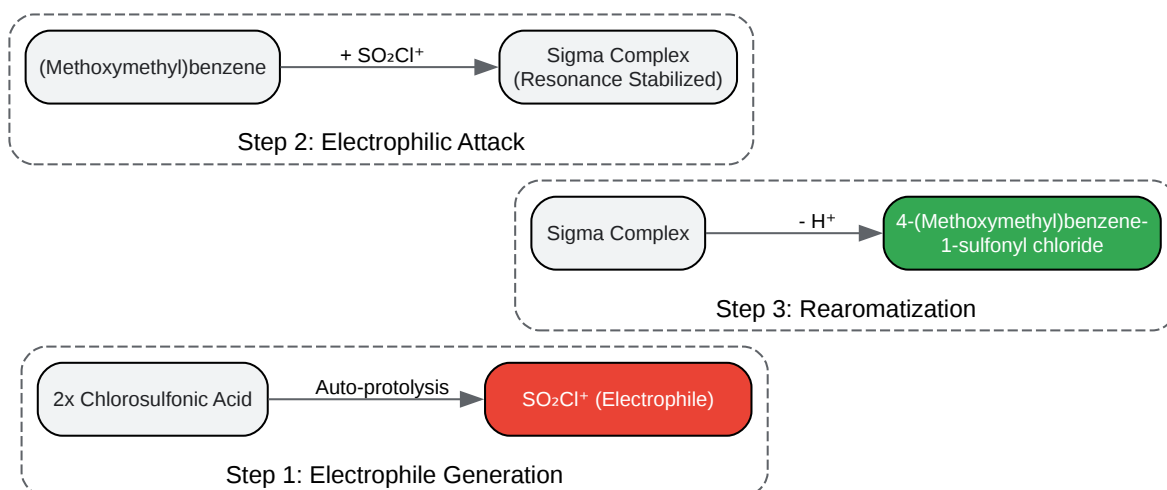 (Methoxymethyl)benzene
+ SO₂Cl⁺
Sigma Complex
(Resonance Stabilized)
Step 2: Electrophilic Attack
Sigma Complex
- H⁺
4-(Methoxymethyl)benzene-
1-sulfonyl chloride
Step 3: Rearomatization
2x Chlorosulfonic Acid
Auto-protolysis
SO₂Cl⁺ (Electrophile)
Step 1: Electrophile Generation